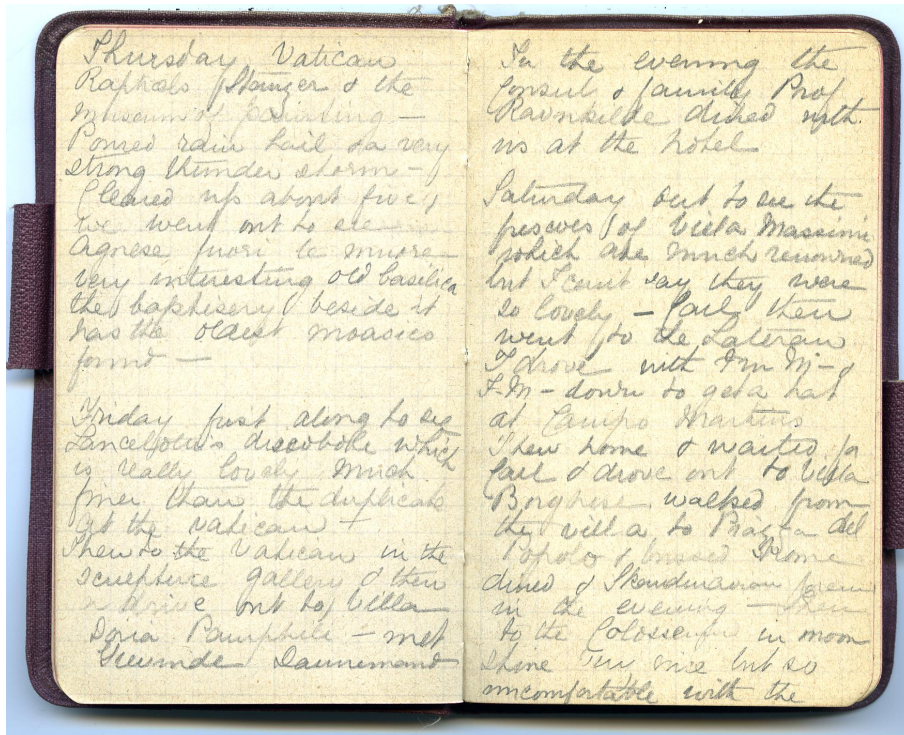 Thursday Vatican
Raphaels Stanzer & the
Museum of Painting —
Poured rain hail & a very
strong thunder storm —
Cleared up about five &
we went out to see
Agnese fuori le mure
very interesting old basilica
the baptisery beside it
has the oldest moasics
found —
Friday first along to see
Lancellotti's discobole which
is really lovely much
finer than the duplicate
at the Vatican —
Then to the Vatican in the
sculpture gallery & then
a drive out to Villa
Doria Pamphili — met
In the evening the
Consul & family Prof
Ravnkilde dined with
us at the hotel
Saturday out to see the
frescoes of Villa Massimi
which are much renowned
but I can't say they were
so lovely — Carl then
went to the Lateran
I drove with Fru M — &
F. M — down to get a hat
at Campo Martius
Then home & waited for
Carl & drove out to Villa
Borghese walked from
the villa to Piazza del
Popolo & bussed home
dined & Skandinavian
in the evening — Then
to the Colosseum in moon
shine very nice but so
uncomfortable with the